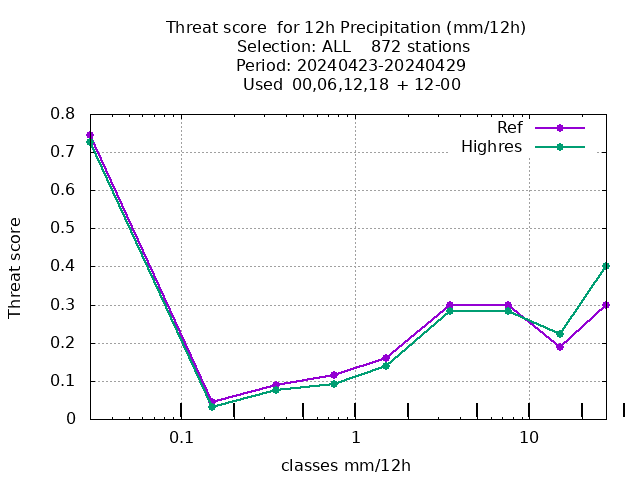 Threat score  for 12h Precipitation (mm/12h)
Selection: ALL    872 stations
Period: 20240423-20240429
Used  00,06,12,18  + 12-00
Ref
Highres
Threat score
0.8
0.7
0.6
0.5
0.4
0.3
0.2
0.1
0
0.1
1
10
classes mm/12h